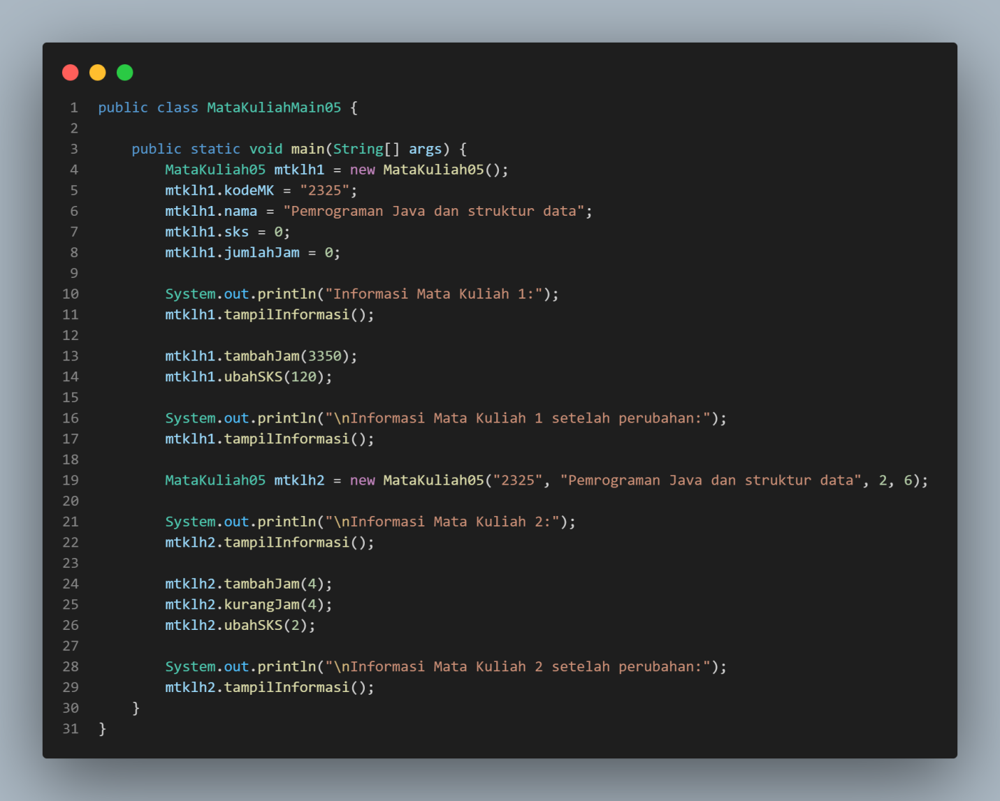 1 public class MataKuliahMain05 {
2
3     public static void main(String[] args) {
4         MataKuliah05 mtklh1 = new MataKuliah05();
5         mtklh1.kodeMK = "2325";
6         mtklh1.nama = "Pemrograman Java dan struktur data";
7         mtklh1.sks = 0;
8         mtklh1.jumlahJam = 0;
9
10         System.out.println("Informasi Mata Kuliah 1:");
11         mtklh1.tampilInformasi();
12
13         mtklh1.tambahJam(3350);
14         mtklh1.ubahSKS(120);
15
16         System.out.println("\nInformasi Mata Kuliah 1 setelah perubahan:");
17         mtklh1.tampilInformasi();
18
19         MataKuliah05 mtklh2 = new MataKuliah05("2325", "Pemrograman Java dan struktur data", 2, 6);
20
21         System.out.println("\nInformasi Mata Kuliah 2:");
22         mtklh2.tampilInformasi();
23
24         mtklh2.tambahJam(4);
25         mtklh2.kurangJam(4);
26         mtklh2.ubahSKS(2);
27
28         System.out.println("\nInformasi Mata Kuliah 2 setelah perubahan:");
29         mtklh2.tampilInformasi();
30     }
31 }